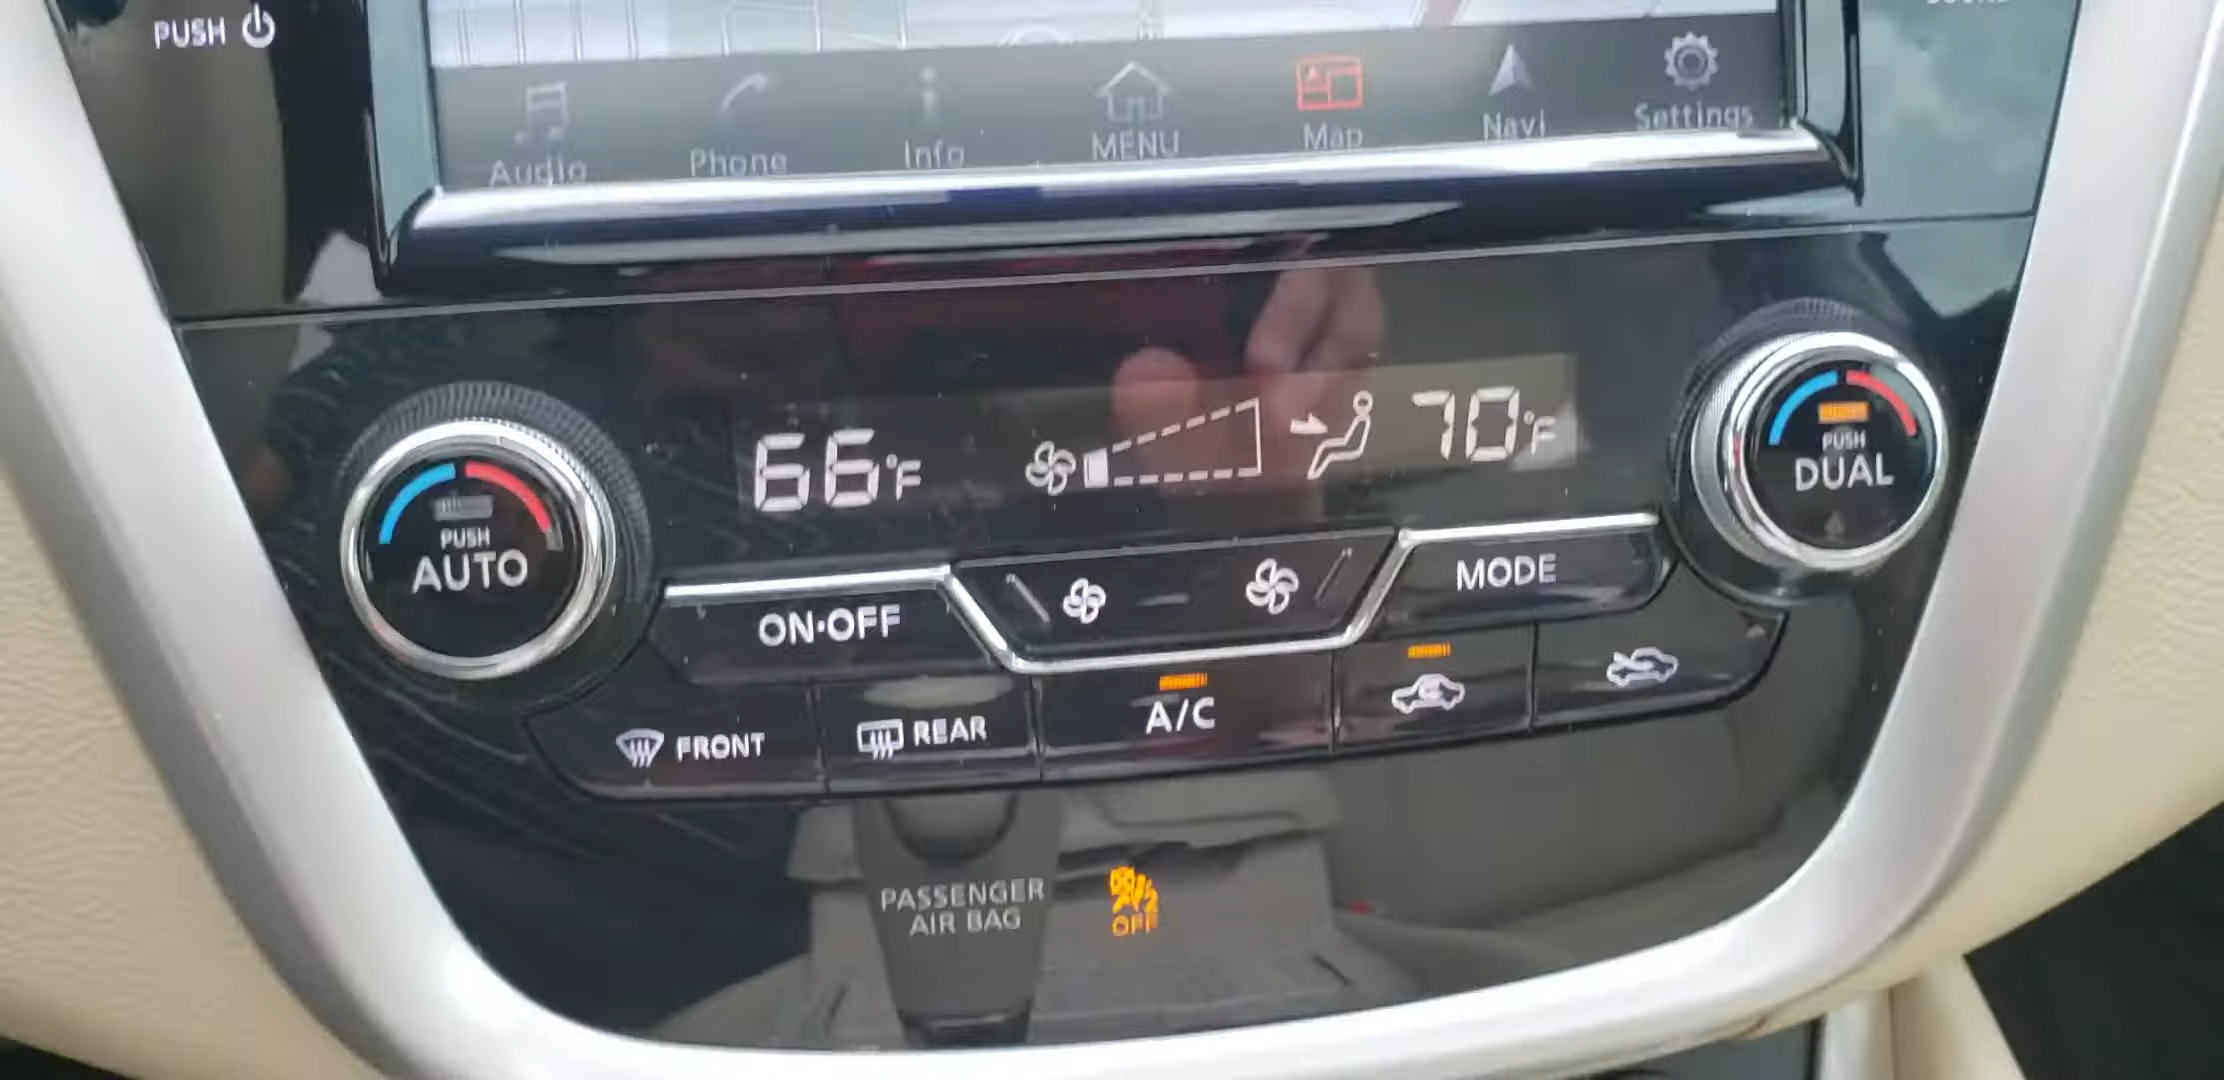 PUSH
Audio
Phone
Info
MENU
Map
Navi
Settings
66°F
70°F
PUSH
AUTO
PUSH
DUAL
ON·OFF
MODE
FRONT
REAR
A/C
PASSENGER
AIR BAG
OFF